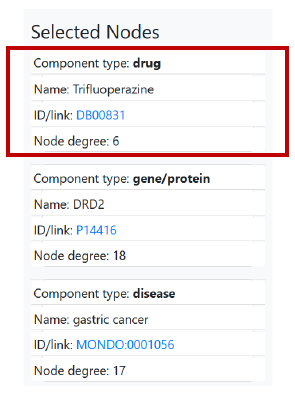 Selected Nodes
Component type: drug
Name: Trifluoperazine
ID/link: DB00831
Node degree: 6
Component type: gene/protein
Name: DRD2
ID/link: P14416
Node degree: 18
Component type: disease
Name: gastric cancer
ID/link: MONDO:0001056
Node degree: 17